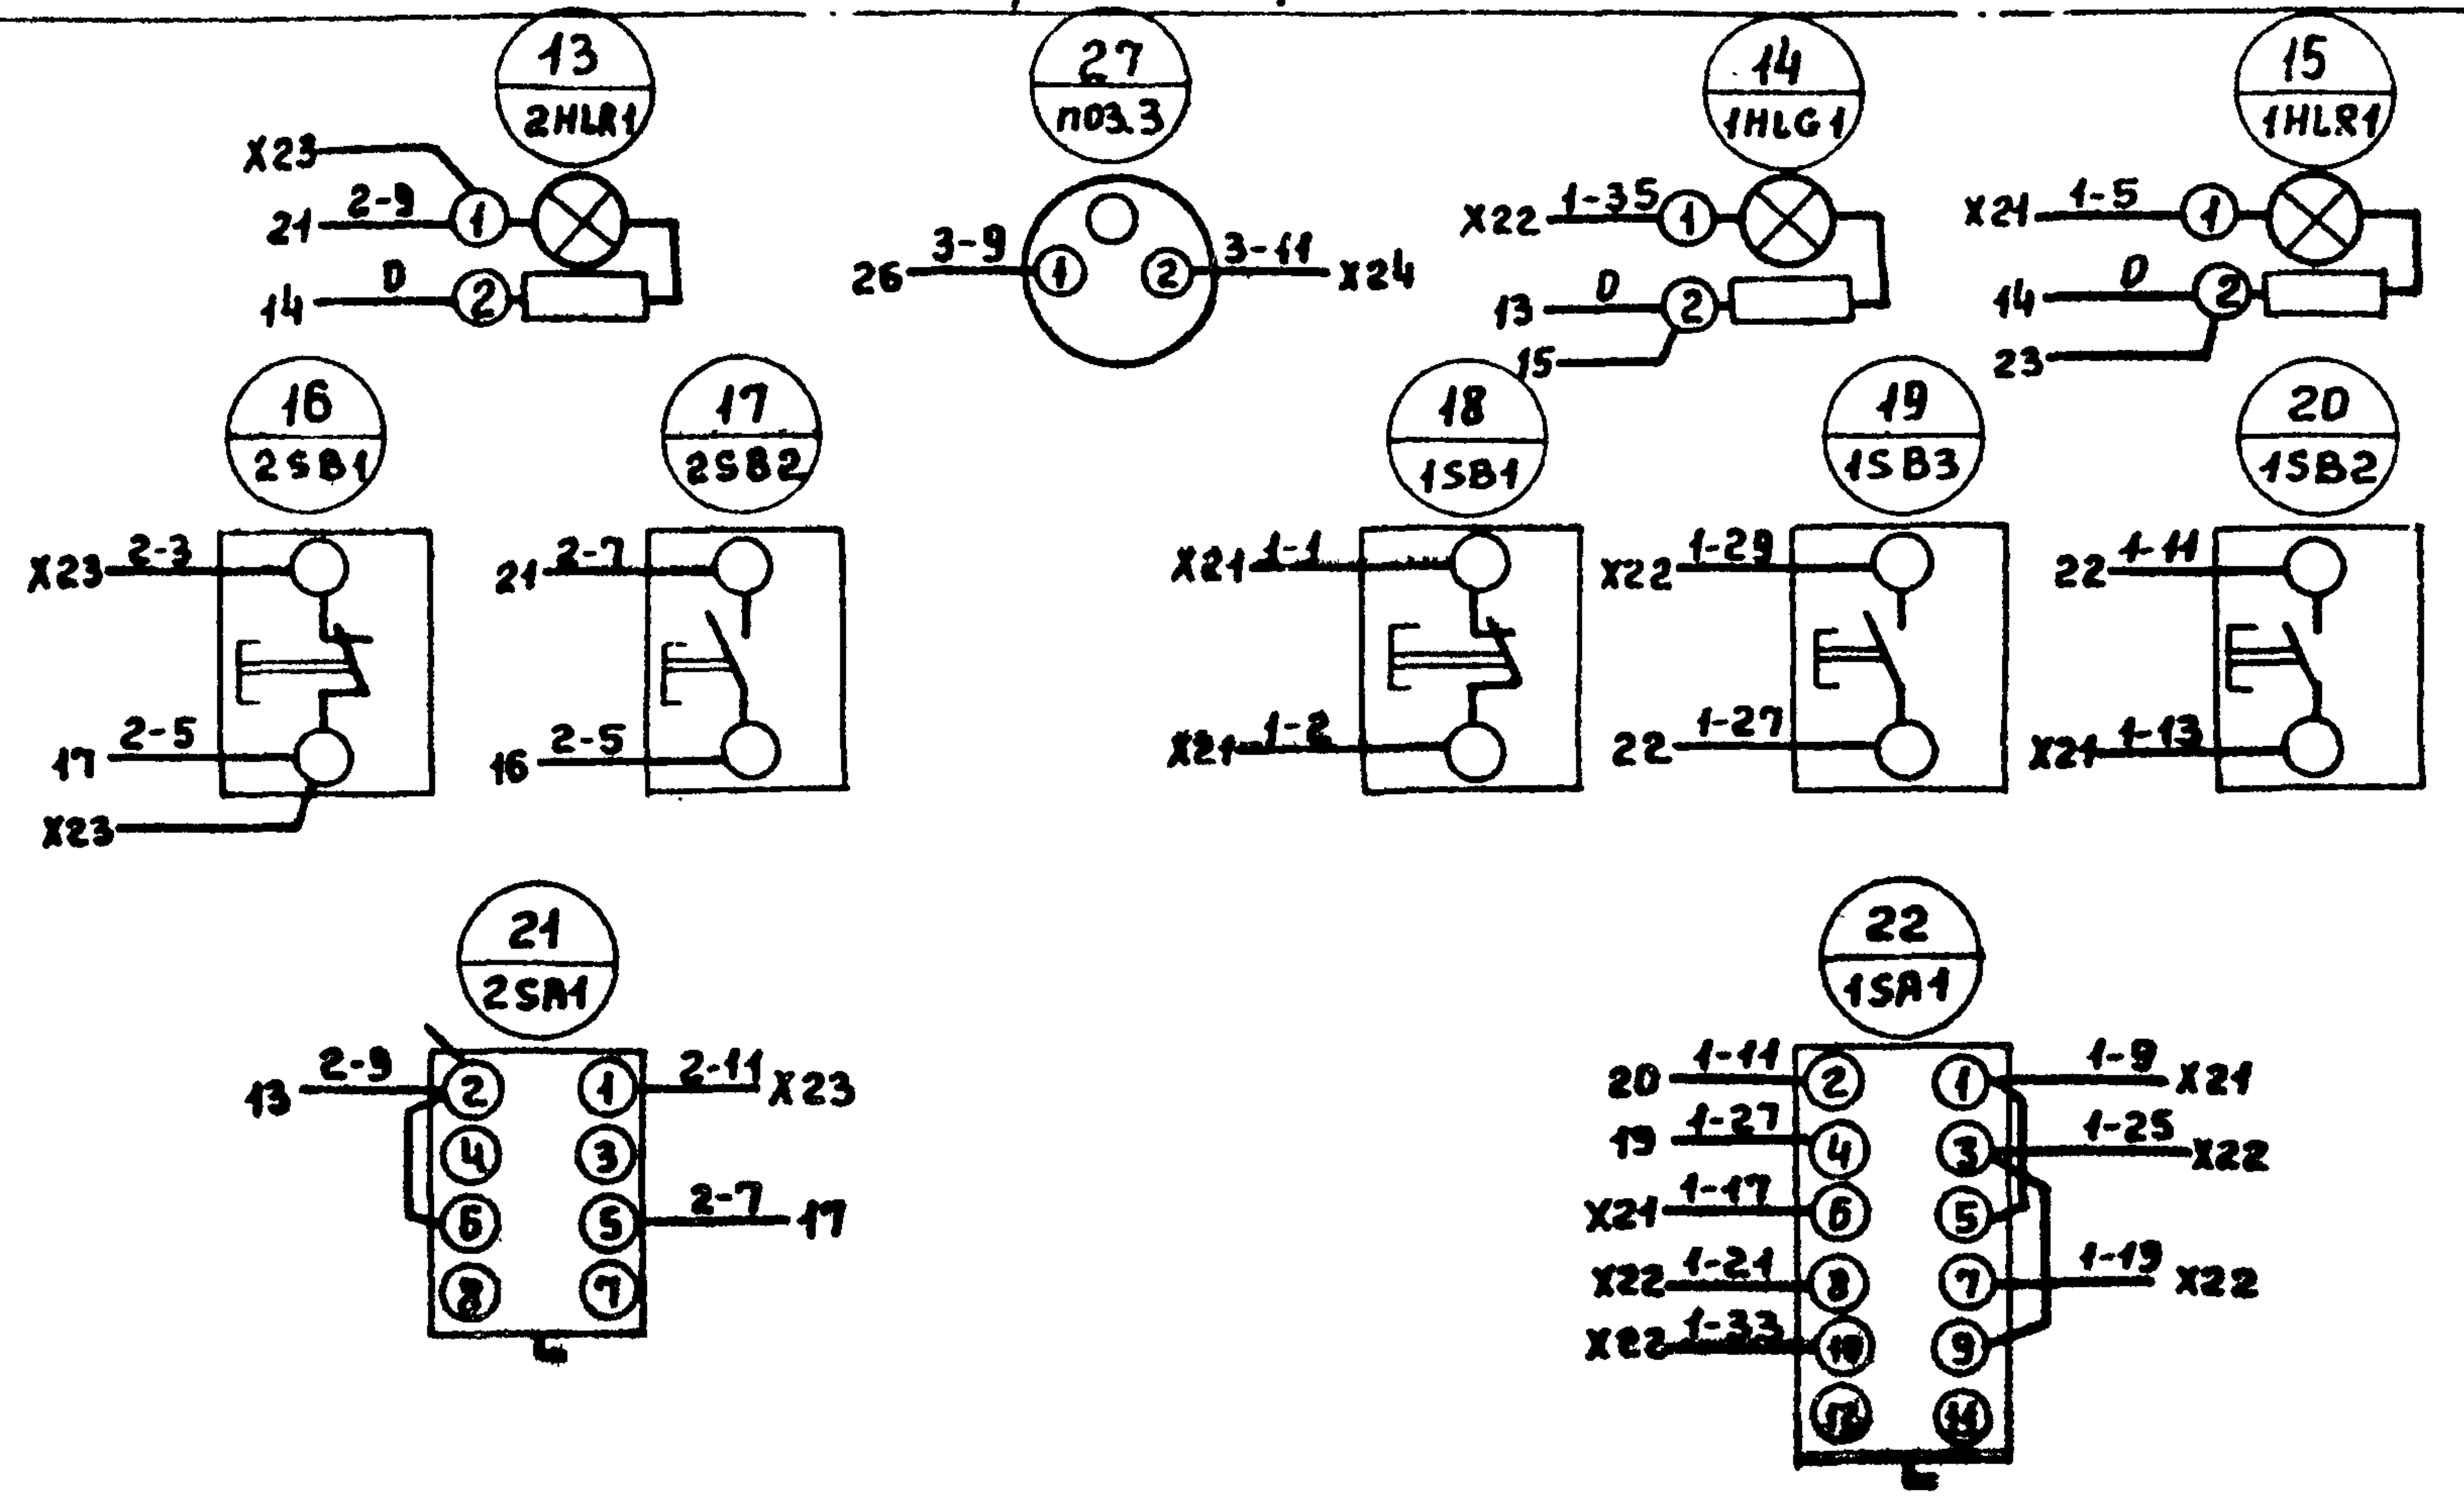 13
2HLR1
X23
21 2-9 1
14 0 2
27
поз.3
26 3-9 1 2 3-11 X24
14
1HLG1
X22 1-35 1
13 0 2
15
15
1HLR1
X21 1-5 1
14 0 2
23
16
2SB1
X23 2-3
17 2-5
X23
17
2SB2
21 2-7
16 2-5
18
1SB1
X21 1-1
X21 1-2
19
1SB3
X22 1-29
22 1-27
20
1SB2
22 1-11
X21 1-13
21
2SA1
13 2-9 2 1 2-11 X23
4 3
6 5 2-7 17
8 7
22
1SA1
20 1-11 2 1 1-9 X21
19 1-27 4 3 1-25 X22
X21 1-17 6 5
X22 1-21 8 7 1-19 X22
X22 1-33 10 9
12 11